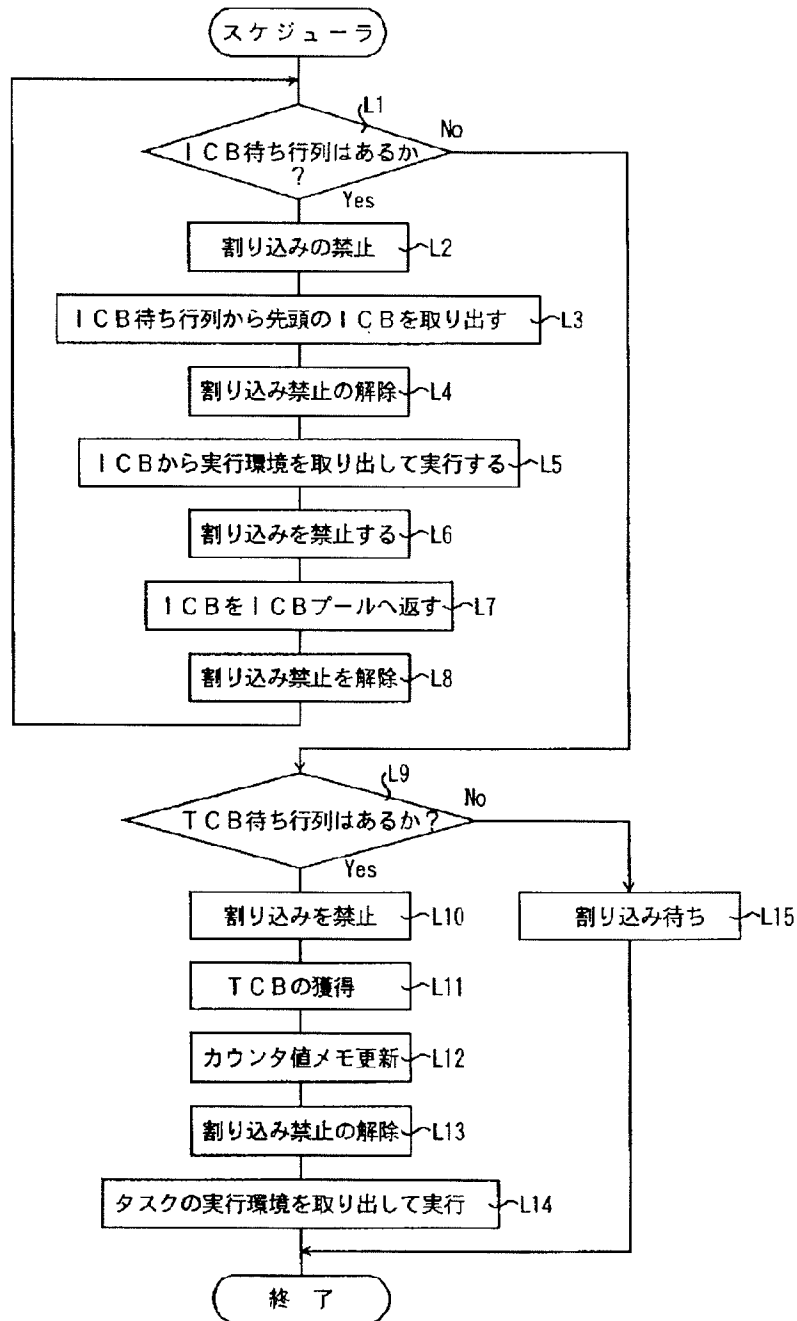 スケジューラ
L1
No
ICB待ち行列はあるか
?
Yes
割り込みの禁止
L2
ICB待ち行列から先頭のICBを取り出す
L3
割り込み禁止の解除
L4
ICBから実行環境を取り出して実行する
L5
割り込みを禁止する
L6
ICBをICBプールへ返す
L7
割り込み禁止を解除
L8
L9
No
TCB待ち行列はあるか?
Yes
割り込みを禁止
L10
割り込み待ち
L15
TCBの獲得
L11
カウンタ値メモ更新
L12
割り込み禁止の解除
L13
タスクの実行環境を取り出して実行
L14
終了